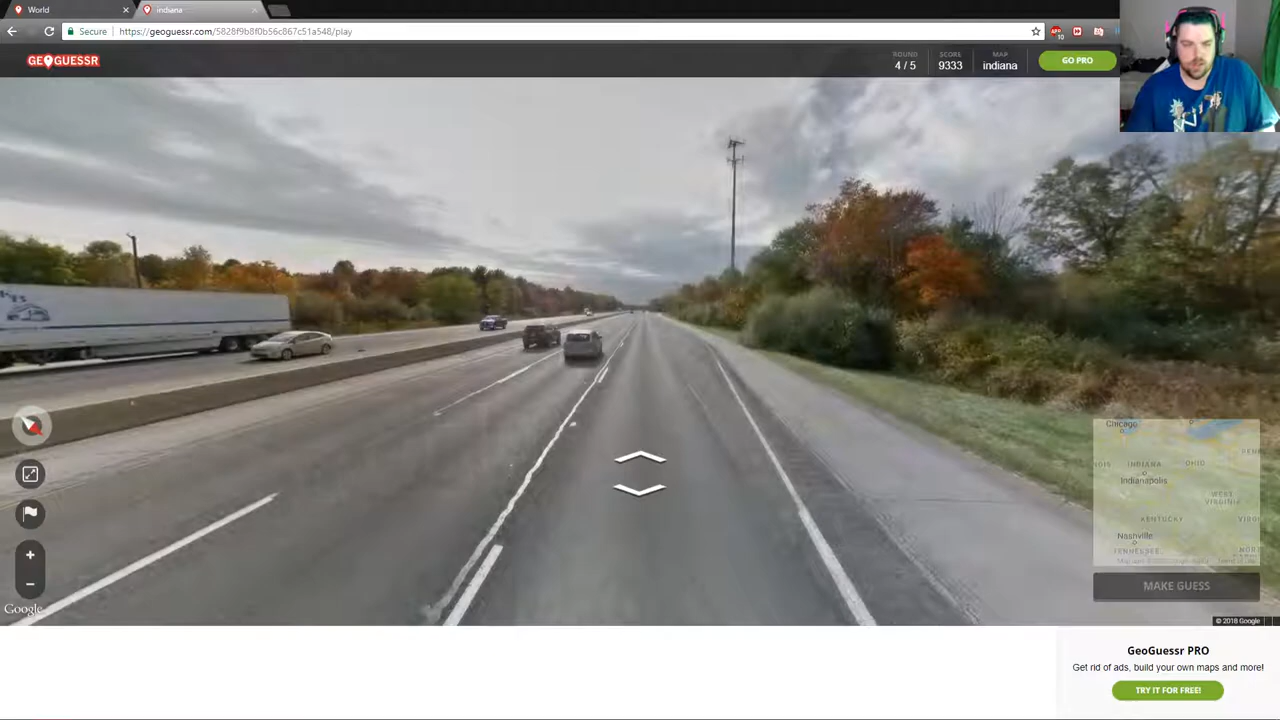 World
indiana
Secure
https://geoguessr.com/5828f9b8f0b56c867c51a548/play
GEOGUESSR
ROUND
4 / 5
SCORE
9333
MAP
indiana
GO PRO
Chicago
INDIANA
OHIO
Indianapolis
WEST
VIRGINIA
KENTUCKY
Nashville
MAKE GUESS
Google
© 2018 Google
GeoGuessr PRO
Get rid of ads, build your own maps and more!
TRY IT FOR FREE!